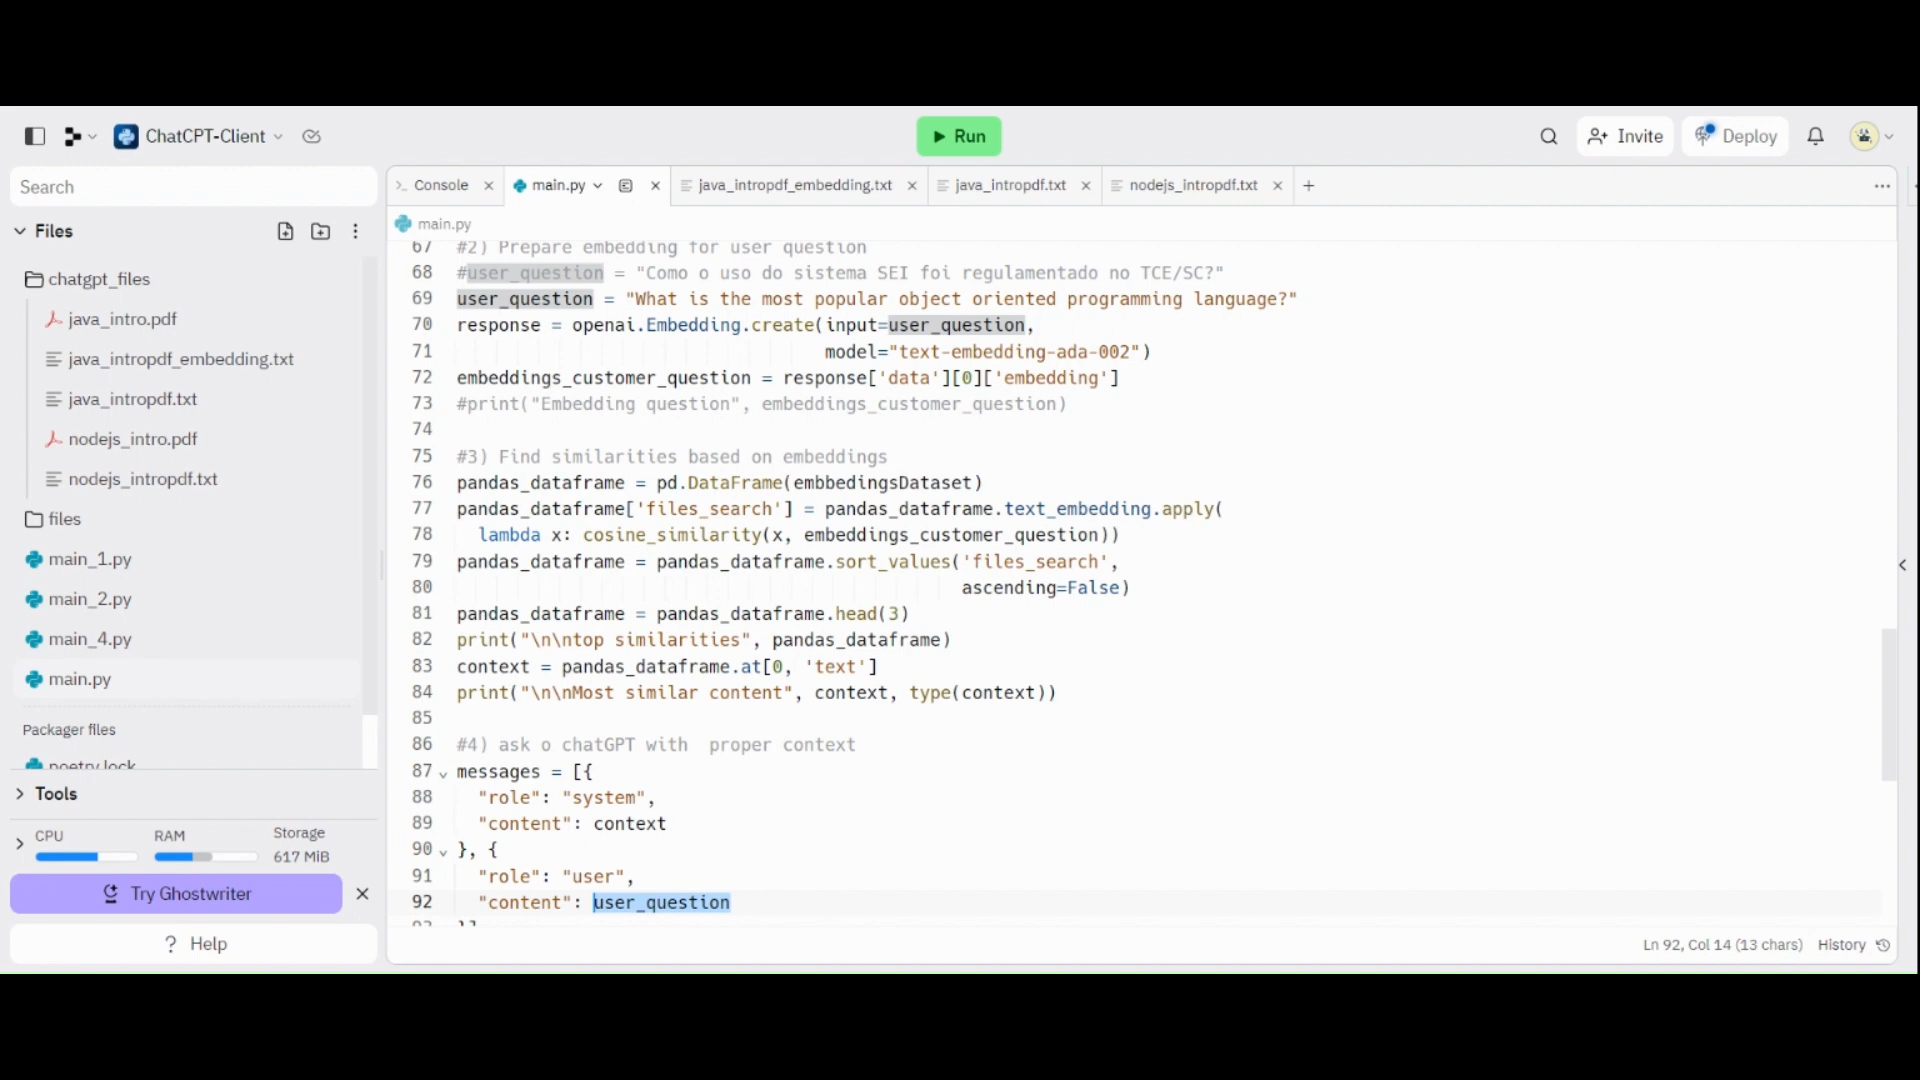 ChatCPT-Client
Run
Invite
Deploy
Search
Console
main.py
java_intropdf_embedding.txt
java_intropdf.txt
nodejs_intropdf.txt
Files
main.py
chatgpt_files
java_intro.pdf
java_intropdf_embedding.txt
java_intropdf.txt
nodejs_intro.pdf
nodejs_intropdf.txt
files
main_1.py
main_2.py
main_4.py
main.py
Packager files
poetry.lock
Tools
CPU
RAM
Storage
617 MiB
Try Ghostwriter
? Help
67 #2) Prepare embedding for user question
68 #user_question = "Como o uso do sistema SEI foi regulamentado no TCE/SC?"
69 user_question = "What is the most popular object oriented programming language?"
70 response = openai.Embedding.create(input=user_question,
71 model="text-embedding-ada-002")
72 embeddings_customer_question = response['data'][0]['embedding']
73 #print("Embedding question", embeddings_customer_question)
74
75 #3) Find similarities based on embeddings
76 pandas_dataframe = pd.DataFrame(embbedingsDataset)
77 pandas_dataframe['files_search'] = pandas_dataframe.text_embedding.apply(
78 lambda x: cosine_similarity(x, embeddings_customer_question))
79 pandas_dataframe = pandas_dataframe.sort_values('files_search',
80 ascending=False)
81 pandas_dataframe = pandas_dataframe.head(3)
82 print("\n\ntop similarities", pandas_dataframe)
83 context = pandas_dataframe.at[0, 'text']
84 print("\n\nMost similar content", context, type(context))
85
86 #4) ask o chatGPT with  proper context
87 messages = [{
88 "role": "system",
89 "content": context
90 }, {
91 "role": "user",
92 "content": user_question
93 }]
Ln 92, Col 14 (13 chars)
History